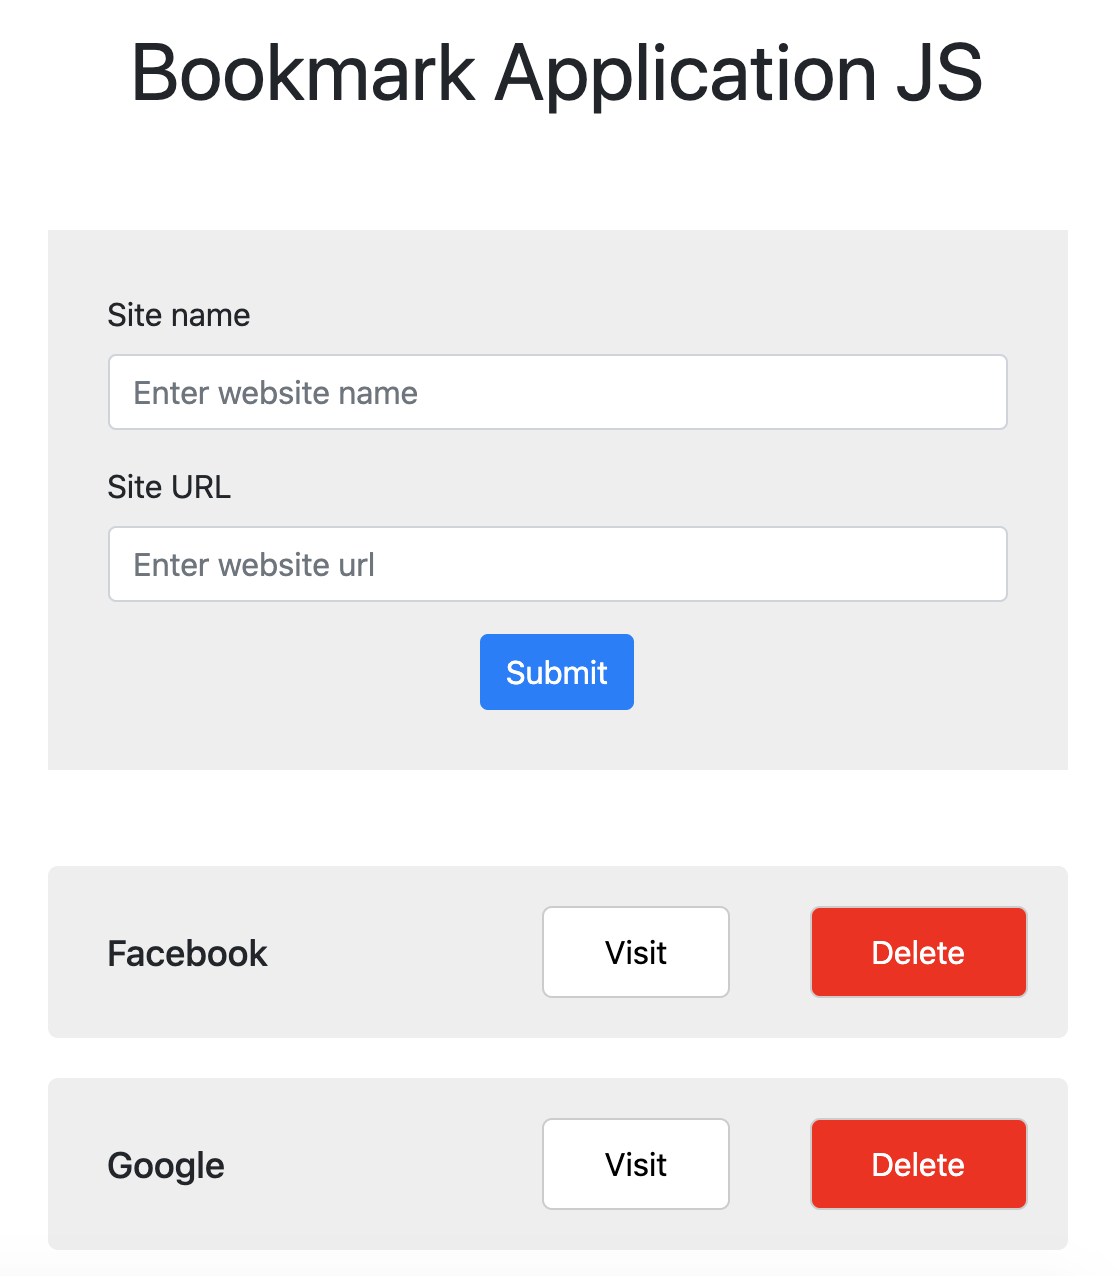 Bookmark Application JS
Site name
Enter website name
Site URL
Enter website url
Submit
Facebook Visit Delete
Google Visit Delete